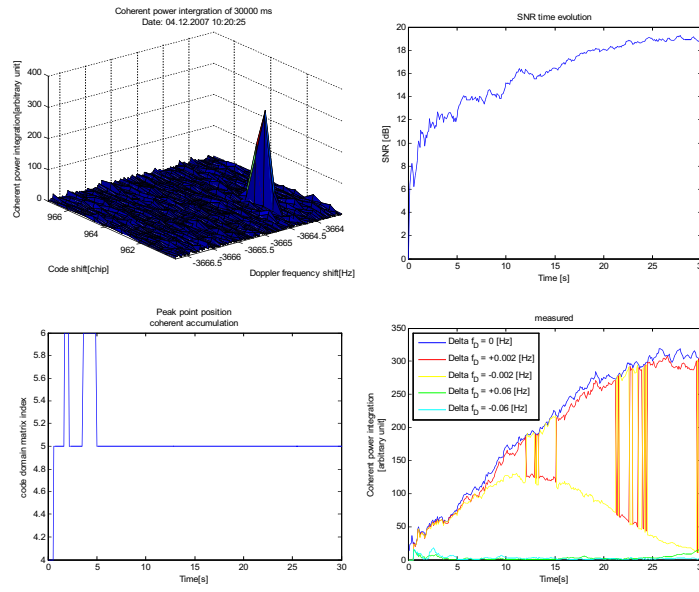 Coherent power intergration of 30000 ms
Date: 04.12.2007 10:20:25
Coherent power integration[arbitrary unit]
400
300
200
100
0
966
964
962
Code shift[chip]
-3666.5
-3666
-3665.5
-3665
-3664.5
-3664
Doppler frequency shift[Hz]
SNR time evolution
SNR [dB]
20
18
16
14
12
10
8
6
4
2
0
0 5 10 15 20 25 30
Time [s]
Peak point position
coherent accumulation
code domain matrix index
6
5.8
5.6
5.4
5.2
5
4.8
4.6
4.4
4.2
4
0 5 10 15 20 25 30
Time[s]
measured
Coherent power integration
[arbitrary unit]
350
300
250
200
150
100
50
0
Delta f_D = 0 [Hz]
Delta f_D = +0.002 [Hz]
Delta f_D = -0.002 [Hz]
Delta f_D = +0.06 [Hz]
Delta f_D = -0.06 [Hz]
0 5 10 15 20 25 30
Time[s]